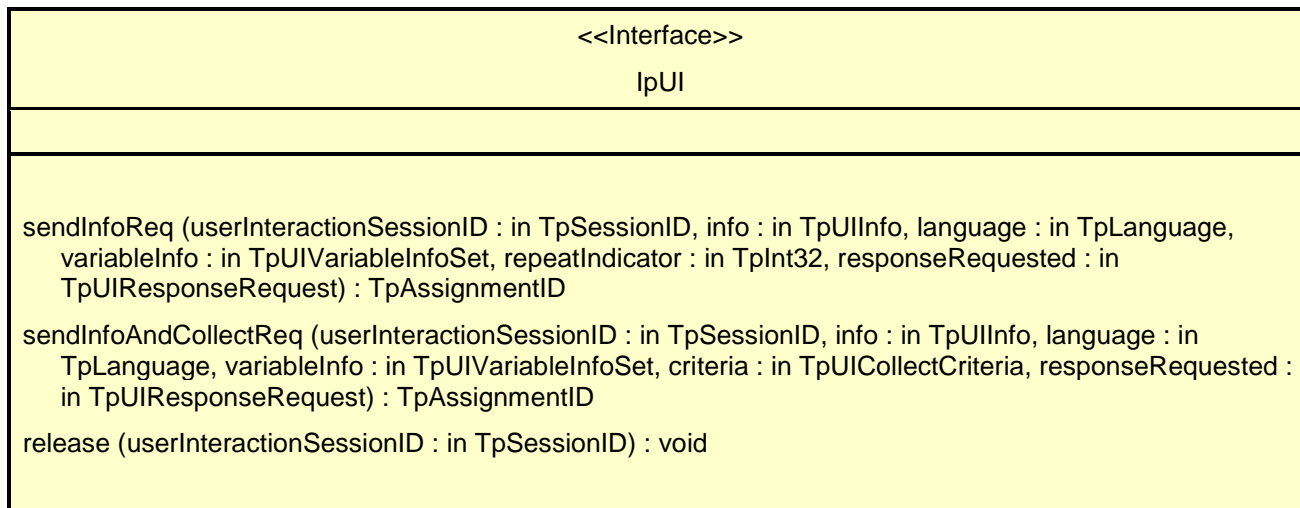 <<Interface>>
IpUI
sendInfoReq (userInteractionSessionID : in TpSessionID, info : in TpUIInfo, language : in TpLanguage,
variableInfo : in TpUIVariableInfoSet, repeatIndicator : in TpInt32, responseRequested : in
TpUIResponseRequest) : TpAssignmentID
sendInfoAndCollectReq (userInteractionSessionID : in TpSessionID, info : in TpUIInfo, language : in
TpLanguage, variableInfo : in TpUIVariableInfoSet, criteria : in TpUICollectCriteria, responseRequested :
in TpUIResponseRequest) : TpAssignmentID
release (userInteractionSessionID : in TpSessionID) : void